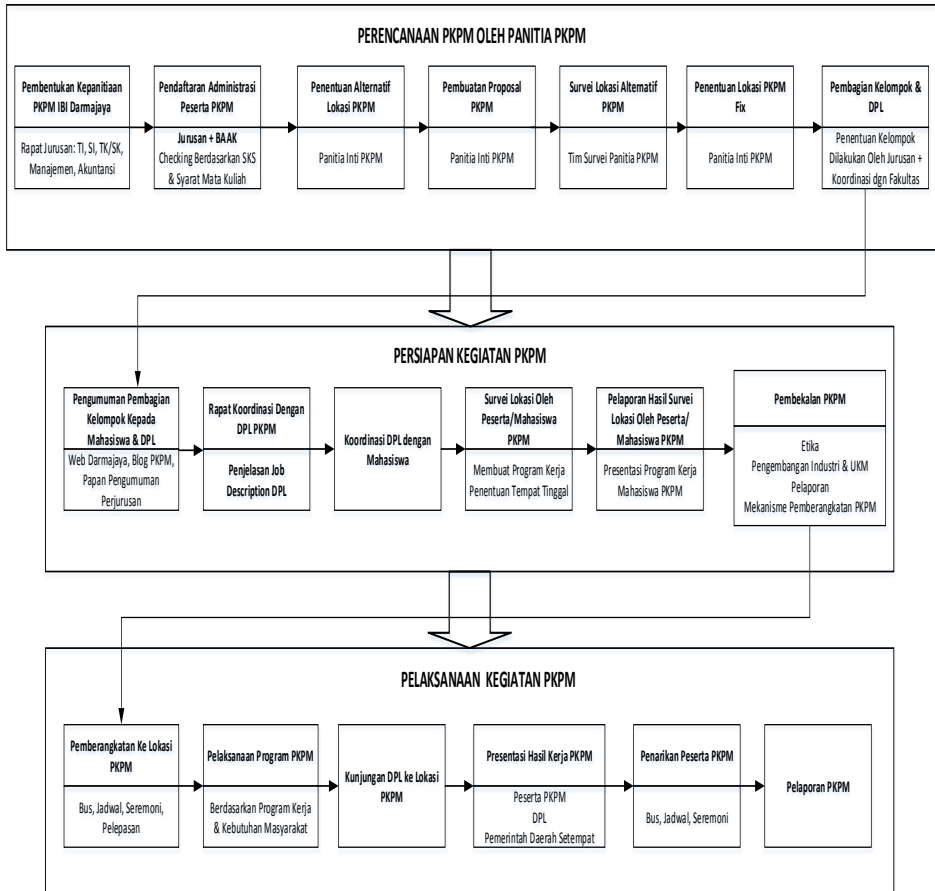 PERENCANAAN PKPM OLEH PANITIA PKPM
Pembentukan Kepanitiaan
PKPM IBI Darmajaya
Rapat Jurusan: TI, SI, TK/SK,
Manajemen, Akuntansi
Pendaftaran Administrasi
Peserta PKPM
Jurusan + BAAK
Checking Berdasarkan SKS
& Syarat Mata Kuliah
Penentuan Alternatif
Lokasi PKPM
Panitia Inti PKPM
Pembuatan Proposal
PKPM
Panitia Inti PKPM
Survei Lokasi Alternatif
PKPM
Tim Survei Panitia PKPM
Penentuan Lokasi PKPM
Fix
Panitia Inti PKPM
Pembagian Kelompok &
DPL
Penentuan Kelompok
Dilakukan Oleh Jurusan +
Koordinasi dgn Fakultas
PERSIAPAN KEGIATAN PKPM
Pengumuman Pembagian
Kelompok Kepada
Mahasiswa & DPL
Web Darmajaya, Blog PKPM,
Papan Pengumuman
Perjurusan
Rapat Koordinasi Dengan
DPL PKPM
Penjelasan Job
Description DPL
Koordinasi DPL dengan
Mahasiswa
Survei Lokasi Oleh
Peserta/Mahasiswa
PKPM
Membuat Program Kerja
Penentuan Tempat Tinggal
Pelaporan Hasil Survei
Lokasi Oleh Peserta/
Mahasiswa PKPM
Presentasi Program Kerja
Mahasiswa PKPM
Pembekalan PKPM
Etika
Pengembangan Industri & UKM
Pelaporan
Mekanisme Pemberangkatan PKPM
PELAKSANAAN KEGIATAN PKPM
Pemberangkatan Ke Lokasi
PKPM
Bus, Jadwal, Seremoni,
Pelepasan
Pelaksanaan Program PKPM
Berdasarkan Program Kerja
& Kebutuhan Masyarakat
Kunjungan DPL ke Lokasi
PKPM
Presentasi Hasil Kerja PKPM
Peserta PKPM
DPL
Pemerintah Daerah Setempat
Penarikan Peserta PKPM
Bus, Jadwal, Seremoni
Pelaporan PKPM